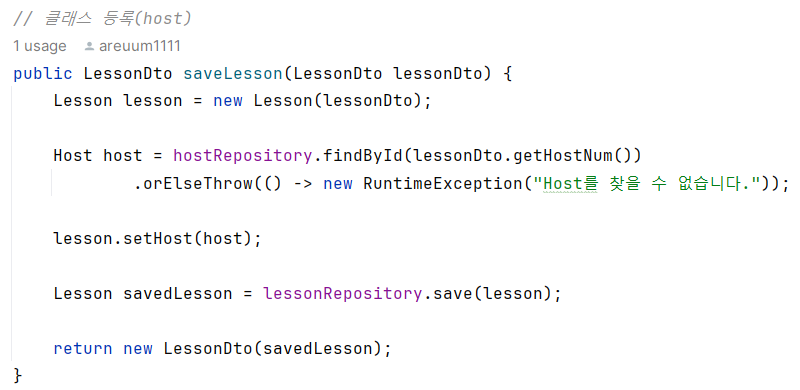 // 클래스 등록(host)
1 usage areuum1111
public LessonDto saveLesson(LessonDto lessonDto) {
Lesson lesson = new Lesson(lessonDto);
Host host = hostRepository.findById(lessonDto.getHostNum())
.orElseThrow(() -> new RuntimeException("Host를 찾을 수 없습니다."));
lesson.setHost(host);
Lesson savedLesson = lessonRepository.save(lesson);
return new LessonDto(savedLesson);
}